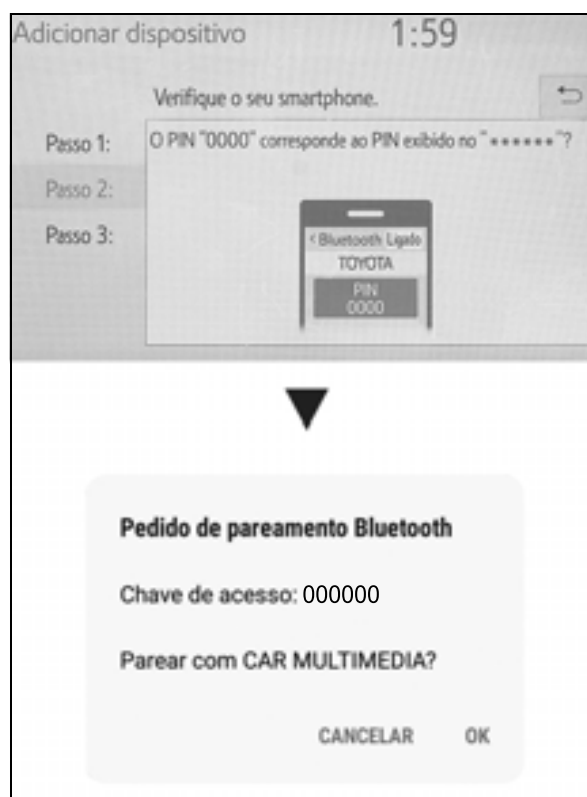 Adicionar dispositivo 1:59
Verifique o seu smartphone.
Passo 1:
O PIN "0000" corresponde ao PIN exibido no "******"?
Passo 2:
Passo 3:
< Bluetooth Ligado
TOYOTA
PIN
0000
Pedido de pareamento Bluetooth
Chave de acesso: 000000
Parear com CAR MULTIMEDIA?
CANCELAR OK